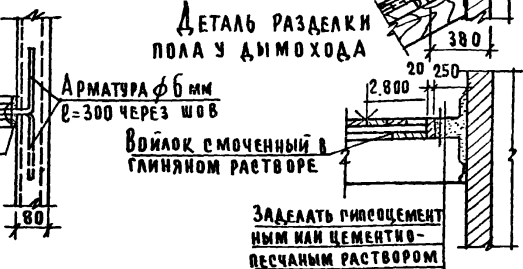 Деталь разделки
пола у дымохода
380
20 250
2.800
Арматура ϕ6 мм
ℓ=300 через шов
Войлок смоченный в
глиняном растворе
80
Заделать гипсоцемент
ным или цементно-
песчаным раствором